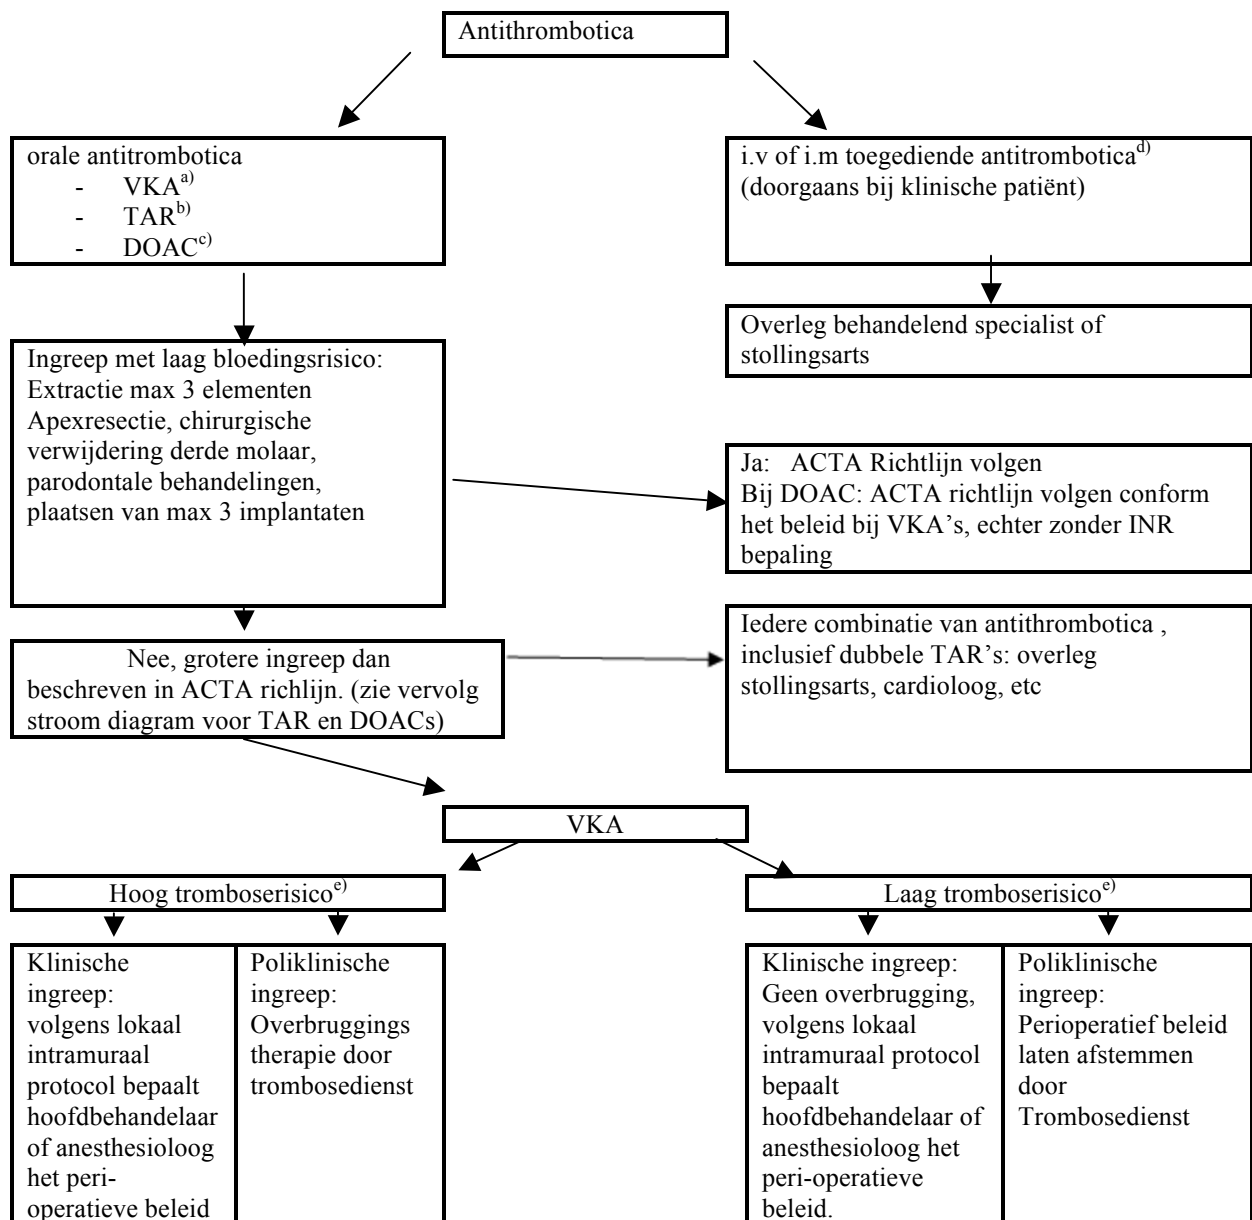 Antithrombotica
orale antitrombotica
- VKAa)
- TARb)
- DOACc)
i.v of i.m toegediende antitromboticad)
(doorgaans bij klinische patiënt)
Overleg behandelend specialist of
stollingsarts
Ingreep met laag bloedingsrisico:
Extractie max 3 elementen
Apexresectie, chirurgische
verwijdering derde molaar,
parodontale behandelingen,
plaatsen van max 3 implantaten
Ja: ACTA Richtlijn volgen
Bij DOAC: ACTA richtlijn volgen conform
het beleid bij VKA’s, echter zonder INR
bepaling
Nee, grotere ingreep dan
beschreven in ACTA richlijn. (zie vervolg
stroom diagram voor TAR en DOACs)
Iedere combinatie van antithrombotica ,
inclusief dubbele TAR’s: overleg
stollingsarts, cardioloog, etc
VKA
Hoog tromboserisicoe)
Laag tromboserisicoe)
Klinische
ingreep:
volgens lokaal
intramuraal
protocol bepaalt
hoofdbehandelaar
of anesthesioloog
het peri-
operatieve beleid
Poliklinische
ingreep:
Overbruggings
therapie door
trombosedienst
Klinische ingreep:
Geen overbrugging,
volgens lokaal
intramuraal protocol
bepaalt
hoofdbehandelaar of
anesthesioloog het
peri-operatieve
beleid.
Poliklinische
ingreep:
Perioperatief beleid
laten afstemmen
door
Trombosedienst